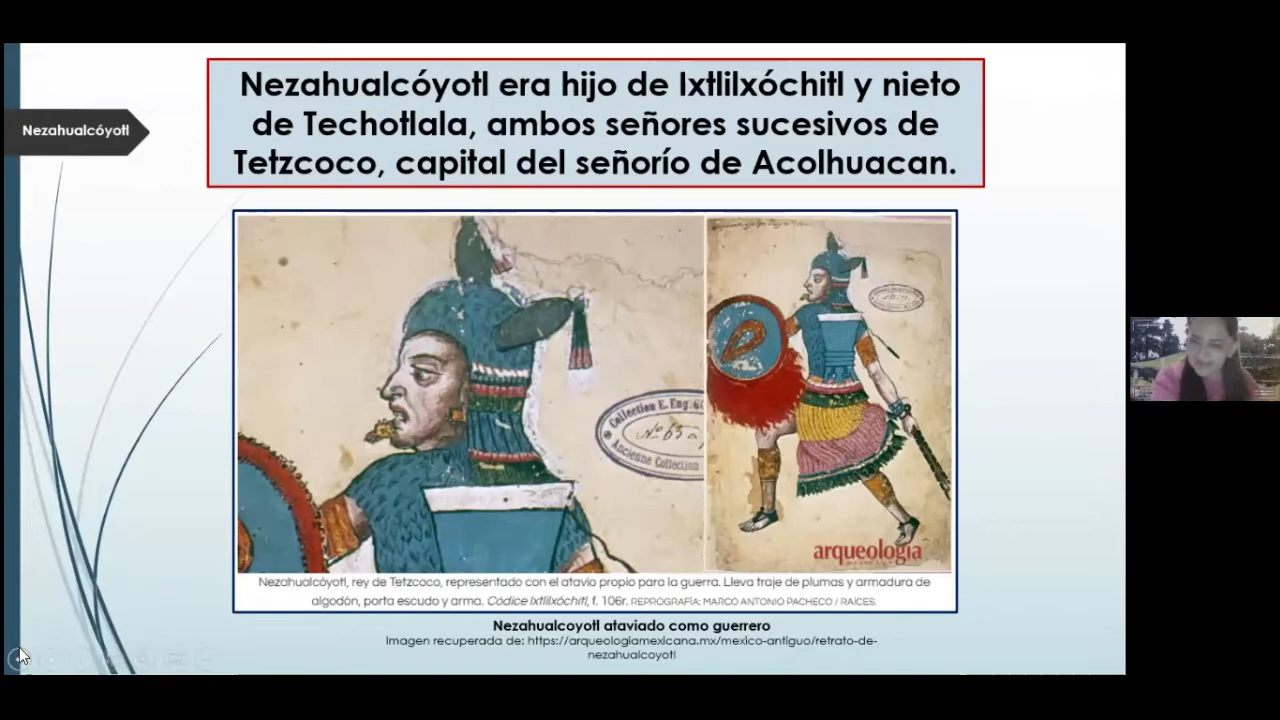 Nezahualcóyotl
Nezahualcóyotl era hijo de Ixtlilxóchitl y nieto
de Techotlala, ambos señores sucesivos de
Tetzcoco, capital del señorío de Acolhuacan.
Collection E. Eug. G
Nº 65 a
Ancienne Collection
arqueología
Nezahualcóyotl, rey de Tetzcoco, representado con el atavío propio para la guerra. Lleva traje de plumas y armadura de
algodón, porta escudo y arma. Códice Ixtlilxóchitl, f. 106r. REPROGRAFÍA: MARCO ANTONIO PACHECO / RAÍCES.
Nezahualcoyotl ataviado como guerrero
Imagen recuperada de: https://arqueologiamexicana.mx/mexico-antiguo/retrato-de-
nezahualcoyotl